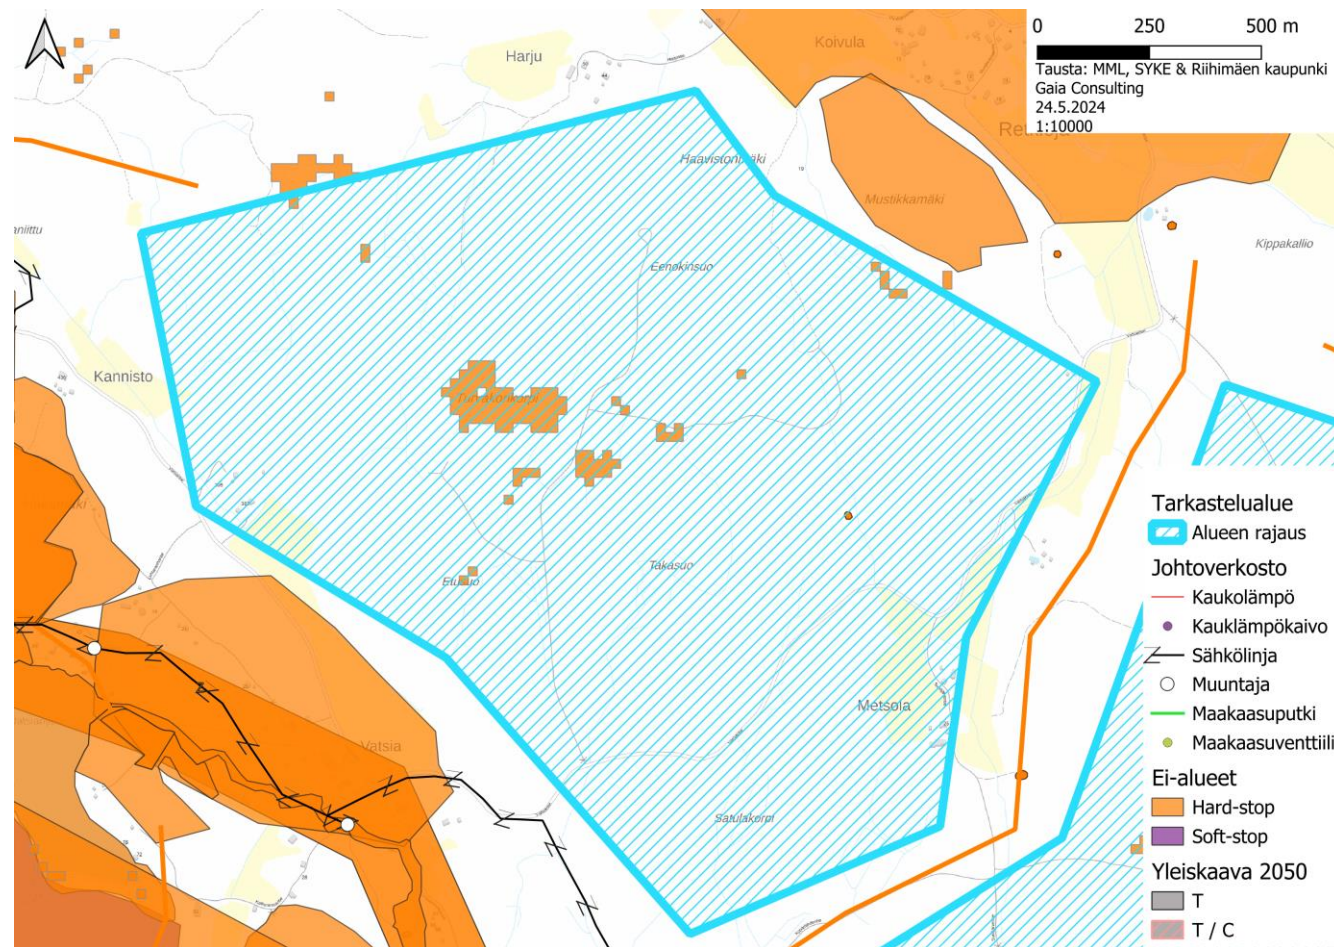 0 250 500 m
Tausta: MML, SYKE & Riihimäen kaupunki
Gaia Consulting
24.5.2024
1:10000
Harju
Koivula
Haavistonmäki
Mustikkamäki
Kippakallio
Eenokinsuo
Kannisto
Turvakonkorpi
Etusuo
Takasuo
Metsola
Vatsia
Satulakorpi
Tarkastelualue
Alueen rajaus
Johtoverkosto
Kaukolämpö
Kauklämpökaivo
Sähkölinja
Muuntaja
Maakaasuputki
Maakaasuventtiili
Ei-alueet
Hard-stop
Soft-stop
Yleiskaava 2050
T
T / C